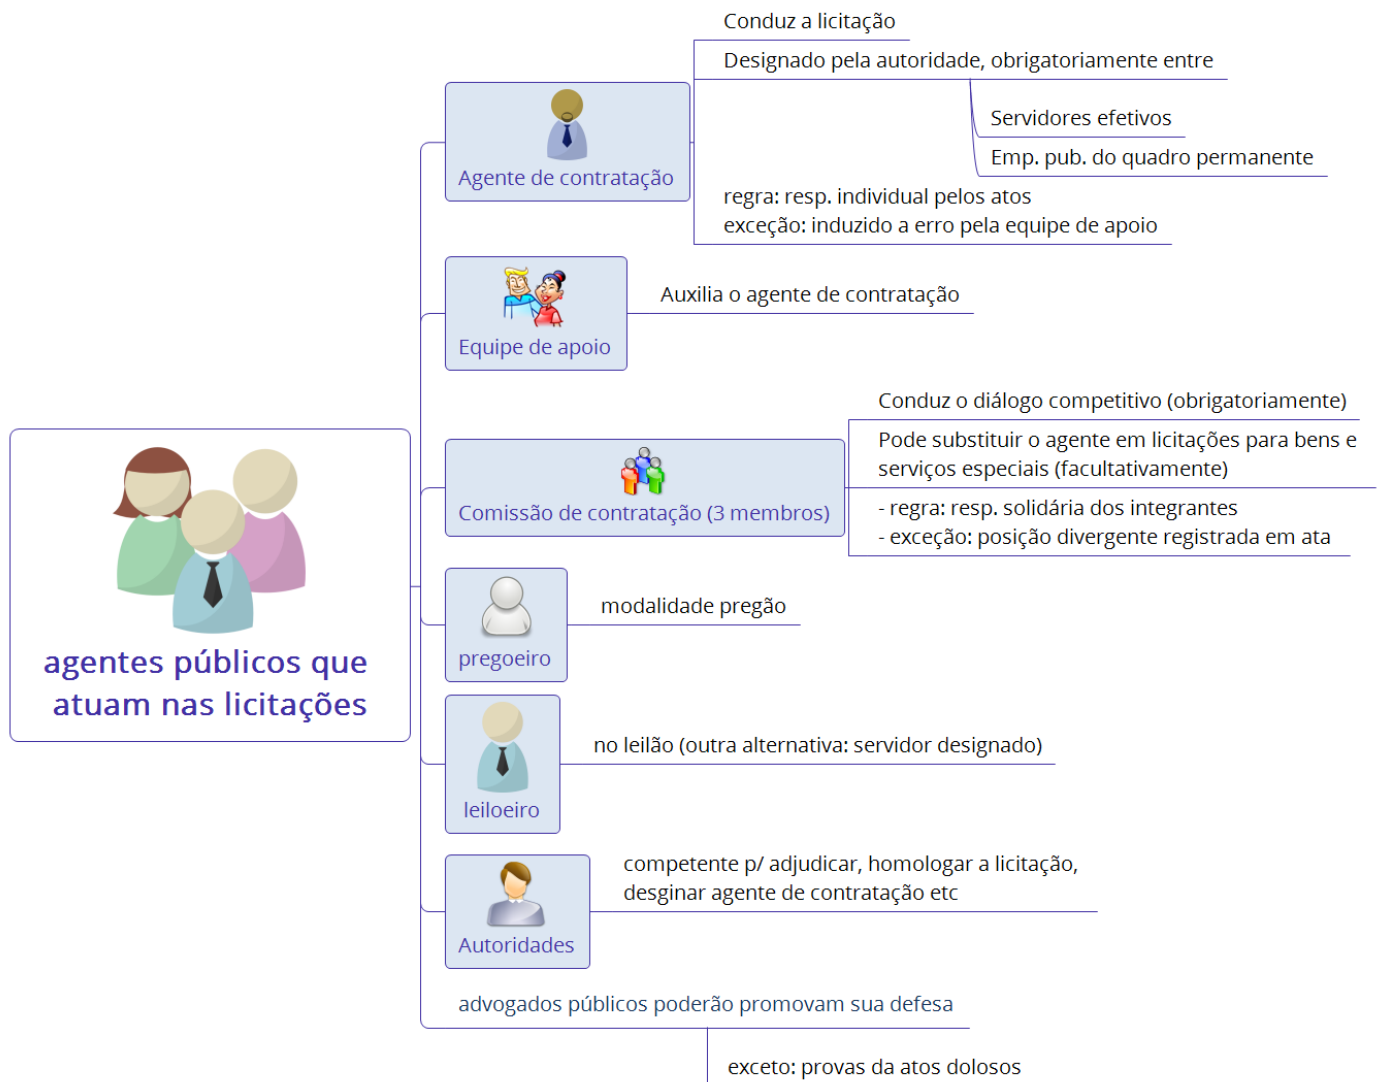 agentes públicos que
atuam nas licitações
Agente de contratação
Conduz a licitação
Designado pela autoridade, obrigatoriamente entre
Servidores efetivos
Emp. pub. do quadro permanente
regra: resp. individual pelos atos
exceção: induzido a erro pela equipe de apoio
Equipe de apoio
Auxilia o agente de contratação
Comissão de contratação (3 membros)
Conduz o diálogo competitivo (obrigatoriamente)
Pode substituir o agente em licitações para bens e
serviços especiais (facultativamente)
- regra: resp. solidária dos integrantes
- exceção: posição divergente registrada em ata
pregoeiro
modalidade pregão
leiloeiro
no leilão (outra alternativa: servidor designado)
Autoridades
competente p/ adjudicar, homologar a licitação,
desginar agente de contratação etc
advogados públicos poderão promovam sua defesa
exceto: provas da atos dolosos